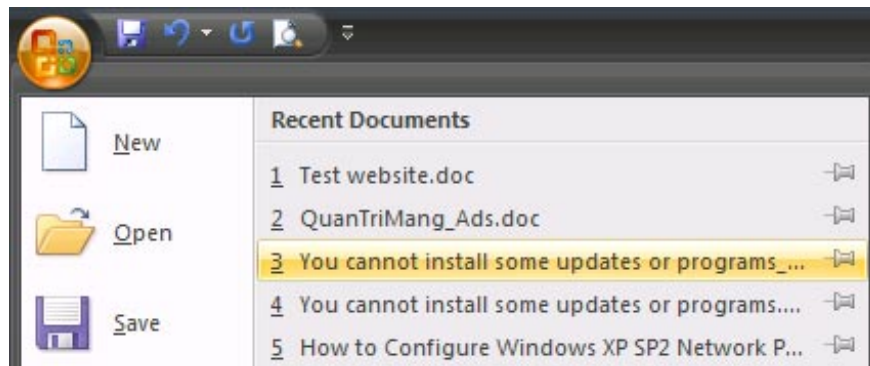 New
Open
Save
Recent Documents
1 Test website.doc
2 QuanTriMang_Ads.doc
3 You cannot install some updates or programs_...
4 You cannot install some updates or programs....
5 How to Configure Windows XP SP2 Network P...